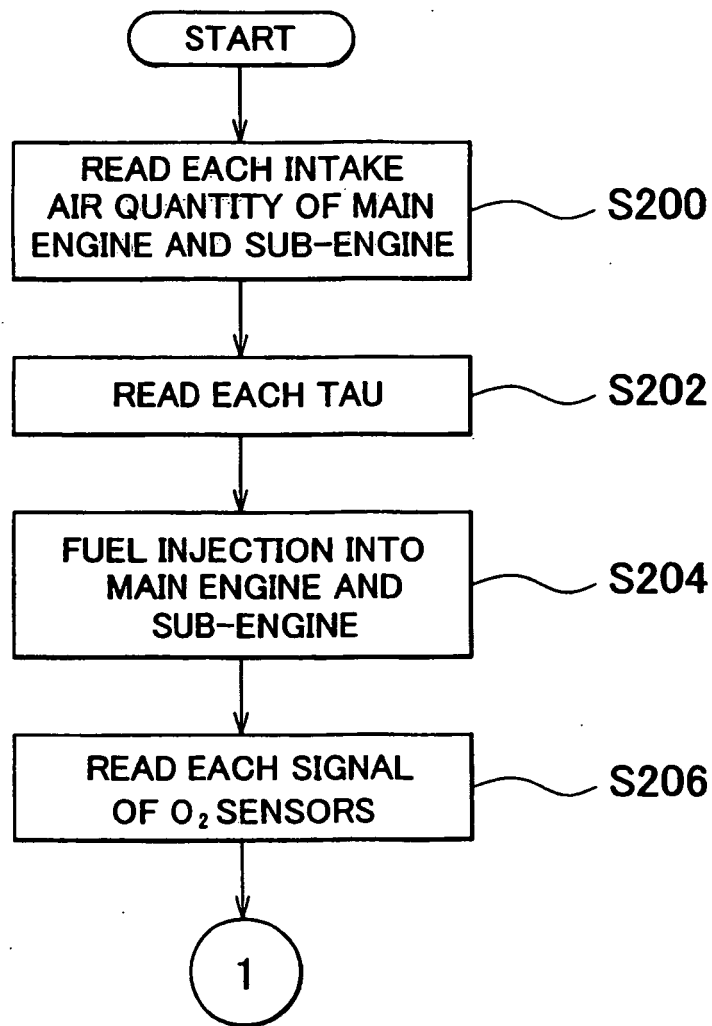 START
READ EACH INTAKE
AIR QUANTITY OF MAIN
ENGINE AND SUB-ENGINE
S200
READ EACH TAU
S202
FUEL INJECTION INTO
MAIN ENGINE AND
SUB-ENGINE
S204
READ EACH SIGNAL
OF O₂ SENSORS
S206
1